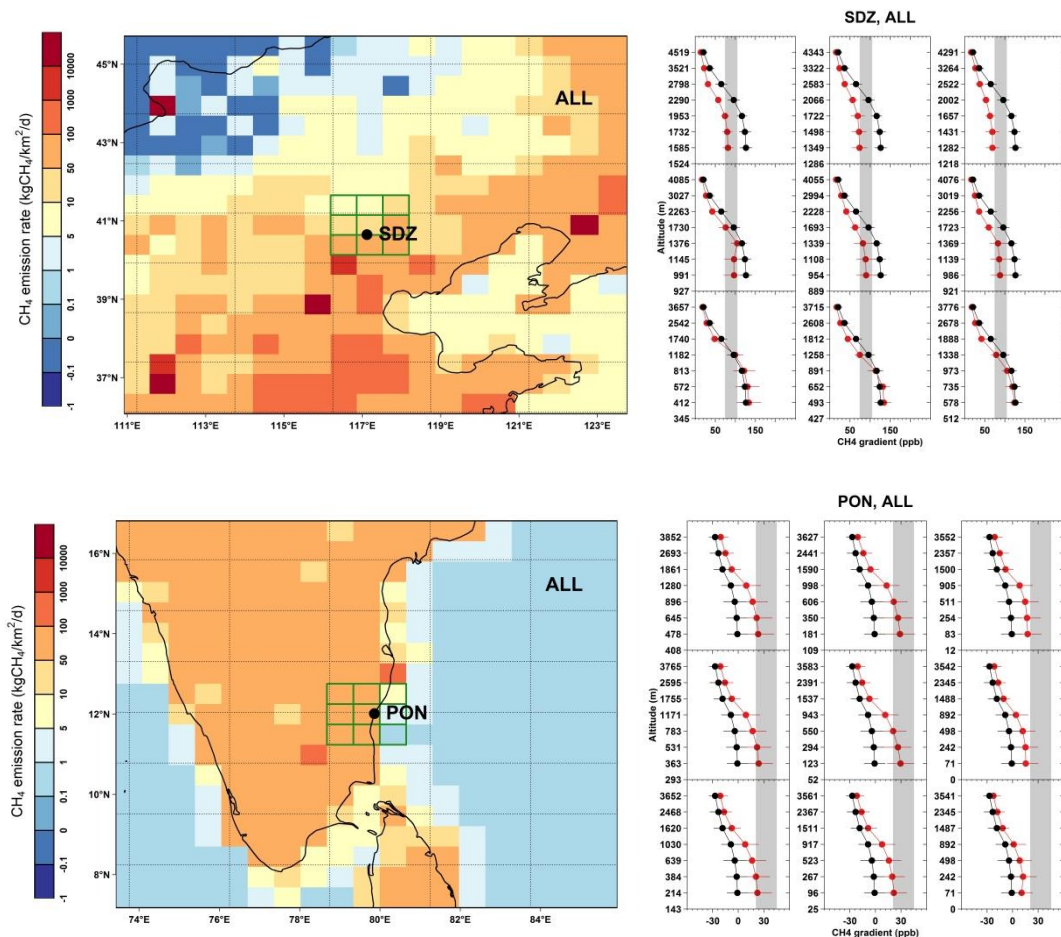 SDZ, ALL
CH₄ emission rate (kgCH₄/km²/d)
10000
1000
100
50
10
5
1
0.1
0
-0.1
-1
45°N
43°N
41°N
39°N
37°N
111°E 113°E 115°E 117°E 119°E 121°E 123°E
ALL
SDZ
Altitude (m)
4519 4343 4291
3521 3322 3264
2798 2583 2522
2290 2066 2002
1953 1722 1657
1732 1498 1431
1585 1349 1282
1524 1286 1218
4085 4055 4076
3027 2994 3019
2263 2228 2256
1730 1693 1723
1376 1339 1369
1145 1108 1139
991 954 986
927 889 921
3657 3715 3776
2542 2608 2678
1740 1812 1888
1182 1258 1338
813 891 973
572 652 735
412 493 578
345 427 512
50 150 50 150 50 150
CH4 gradient (ppb)
PON, ALL
CH₄ emission rate (kgCH₄/km²/d)
10000
1000
100
50
10
5
1
0.1
0
-0.1
-1
16°N
14°N
12°N
10°N
8°N
74°E 76°E 78°E 80°E 82°E 84°E
ALL
PON
Altitude (m)
3852 3627 3552
2693 2441 2357
1861 1590 1500
1280 998 905
896 606 511
645 350 254
478 181 83
408 109 12
3765 3583 3542
2595 2391 2345
1755 1537 1488
1171 943 892
783 550 498
531 294 242
363 123 71
293 52 0
3652 3561 3541
2468 2367 2345
1620 1511 1487
1030 917 892
639 523 498
384 267 242
214 96 71
143 25 0
-30 0 30 -30 0 30 -30 0 30
CH4 gradient (ppb)